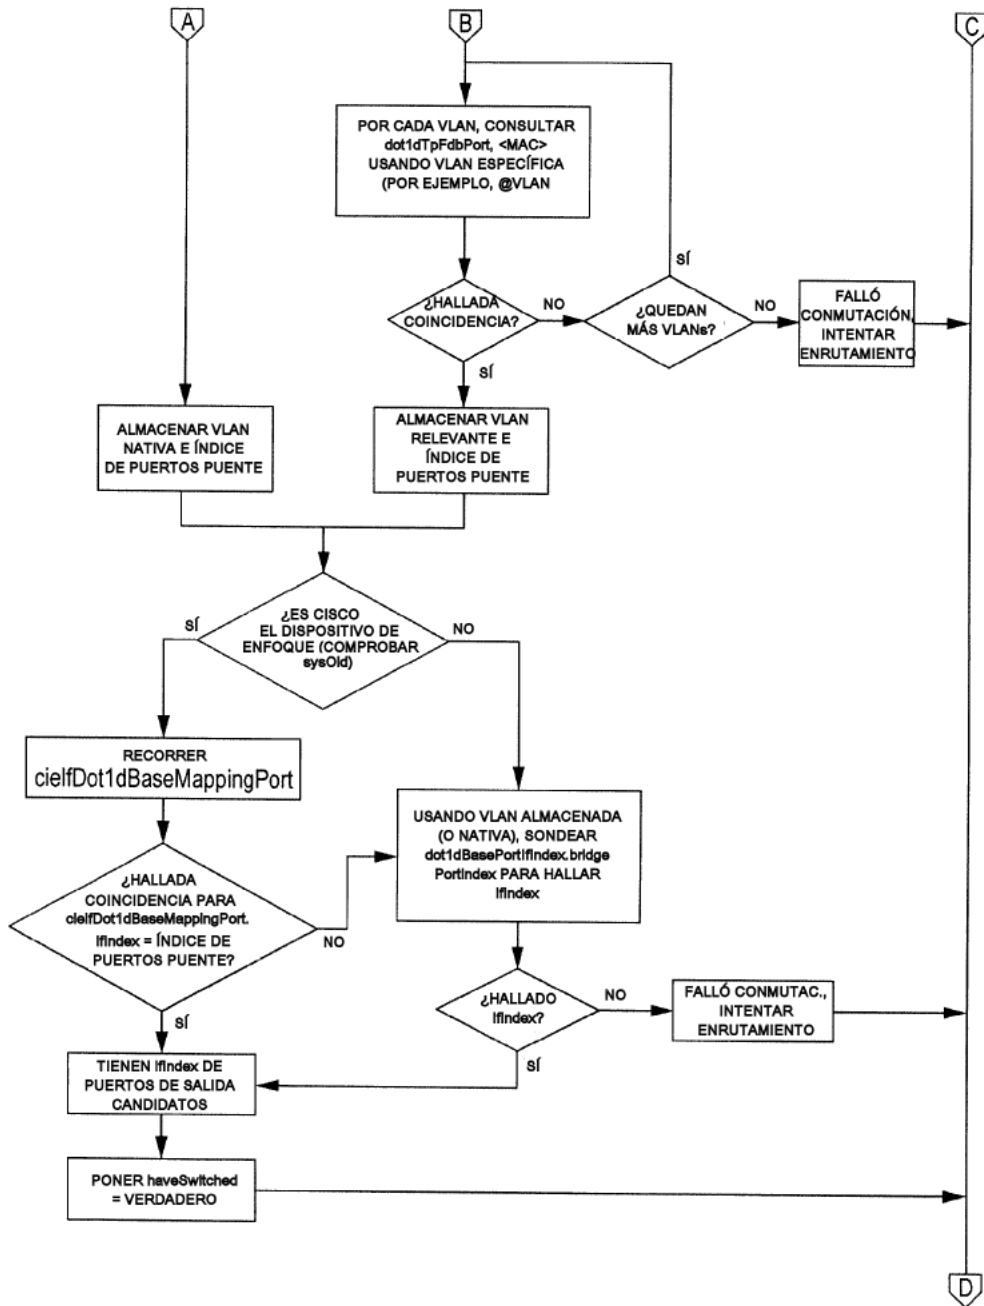 A
B
C
POR CADA VLAN, CONSULTAR
dot1dTpFdbPort, <MAC>
USANDO VLAN ESPECÍFICA
(POR EJEMPLO, @VLAN
SÍ
¿HALLADA
COINCIDENCIA?
NO
¿QUEDAN
MÁS VLANs?
NO
FALLÓ
CONMUTACIÓN,
INTENTAR
ENRUTAMIENTO
SÍ
ALMACENAR VLAN
NATIVA E ÍNDICE
DE PUERTOS PUENTE
ALMACENAR VLAN
RELEVANTE E
ÍNDICE DE
PUERTOS PUENTE
SÍ
¿ES CISCO
EL DISPOSITIVO DE
ENFOQUE (COMPROBAR
sysOId)
NO
RECORRER
cielfDot1dBaseMappingPort
USANDO VLAN ALMACENADA
(O NATIVA), SONDEAR
dot1dBasePortIfIndex.bridge
PortIndex PARA HALLAR
IfIndex
¿HALLADA
COINCIDENCIA PARA
cielfDot1dBaseMappingPort.
IfIndex = ÍNDICE DE
PUERTOS PUENTE?
NO
SÍ
¿HALLADO
IfIndex?
NO
FALLÓ CONMUTAC.,
INTENTAR
ENRUTAMIENTO
SÍ
TIENEN IfIndex DE
PUERTOS DE SALIDA
CANDIDATOS
PONER haveSwitched
= VERDADERO
D